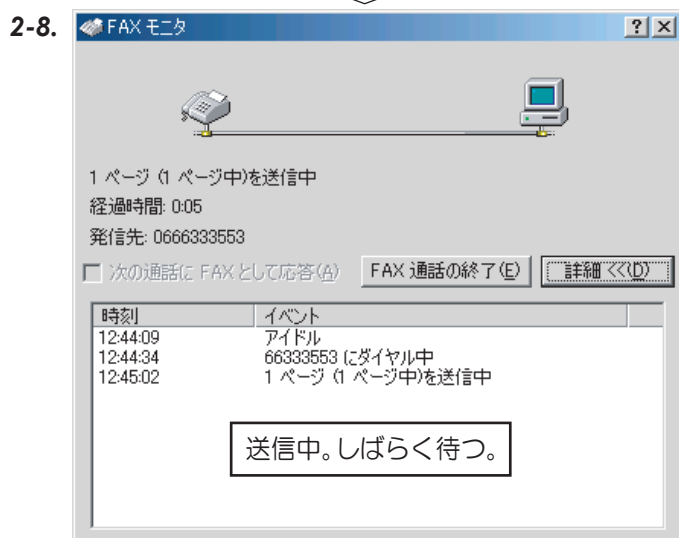 2-8.
FAX モニタ
1 ページ (1 ページ中)を送信中
経過時間: 0:05
発信先: 0666333553
次の通話に FAX として応答(A) FAX 通話の終了(E) 詳細 <<(D)
時刻 イベント
12:44:09 アイドル
12:44:34 66333553 にダイヤル中
12:45:02 1 ページ (1 ページ中)を送信中
送信中。しばらく待つ。